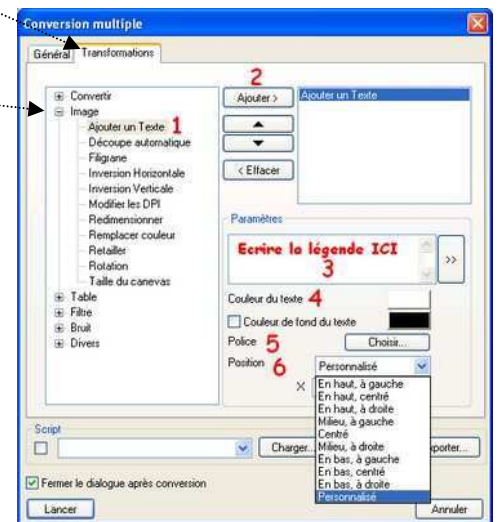 Conversion multiple
Général Transformations
2
Convertir
Image
Ajouter un Texte 1
Découpe automatique
Filigrane
Inversion Horizontale
Inversion Verticale
Modifier les DPI
Redimensionner
Remplacer couleur
Retailler
Rotation
Taille du canevas
Table
Filtre
Bruit
Divers
Ajouter >
< Effacer
Ajouter un Texte
Paramètres
Ecrire la légende ICI
3
>>
Couleur du texte 4
Couleur de fond du texte
Police 5 Choisir...
Position 6 Personnalisé
X
En haut, à gauche
En haut, centré
En haut, à droite
Milieu, à gauche
Centré
Milieu, à droite
En bas, à gauche
En bas, centré
En bas, à droite
Personnalisé
Script
Charger... xporter...
Fermer le dialogue après conversion
Lancer Annuler